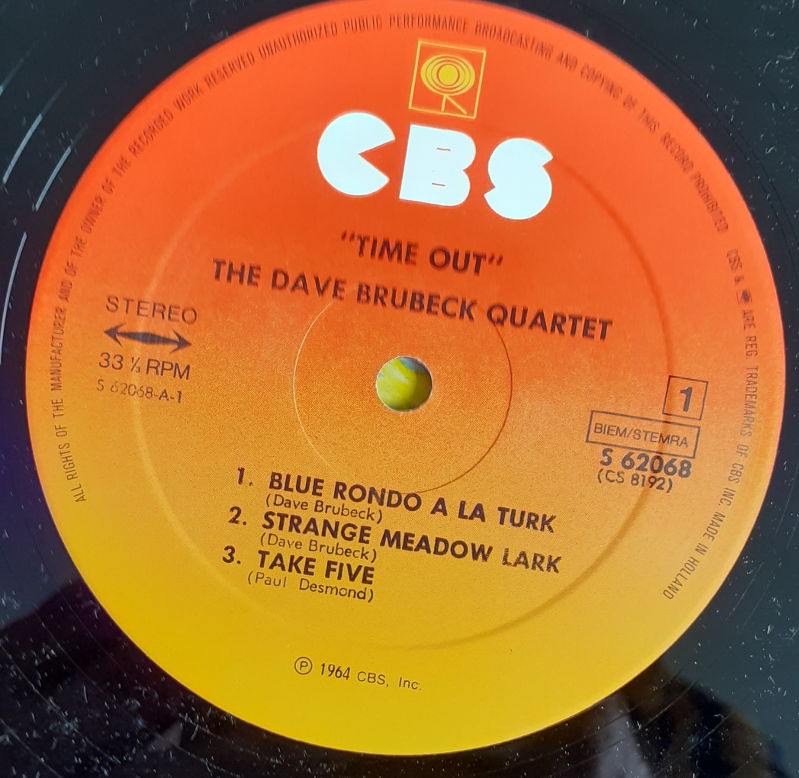 ALL RIGHTS OF THE MANUFACTURER AND OF THE OWNER OF THE RECORDED WORK RESERVED UNAUTHORIZED PUBLIC PERFORMANCE BROADCASTING AND COPYING OF THIS RECORD PROHIBITED
CBS & ARE REG. TRADEMARKS OF CBS INC. MADE IN HOLLAND
CBS
"TIME OUT"
THE DAVE BRUBECK QUARTET
STEREO
33 ⅓ RPM
S 62068-A-1
1
BIEM/STEMRA
S 62068
(CS 8192)
1. BLUE RONDO A LA TURK
(Dave Brubeck)
2. STRANGE MEADOW LARK
(Dave Brubeck)
3. TAKE FIVE
(Paul Desmond)
Ⓟ 1964 CBS, Inc.